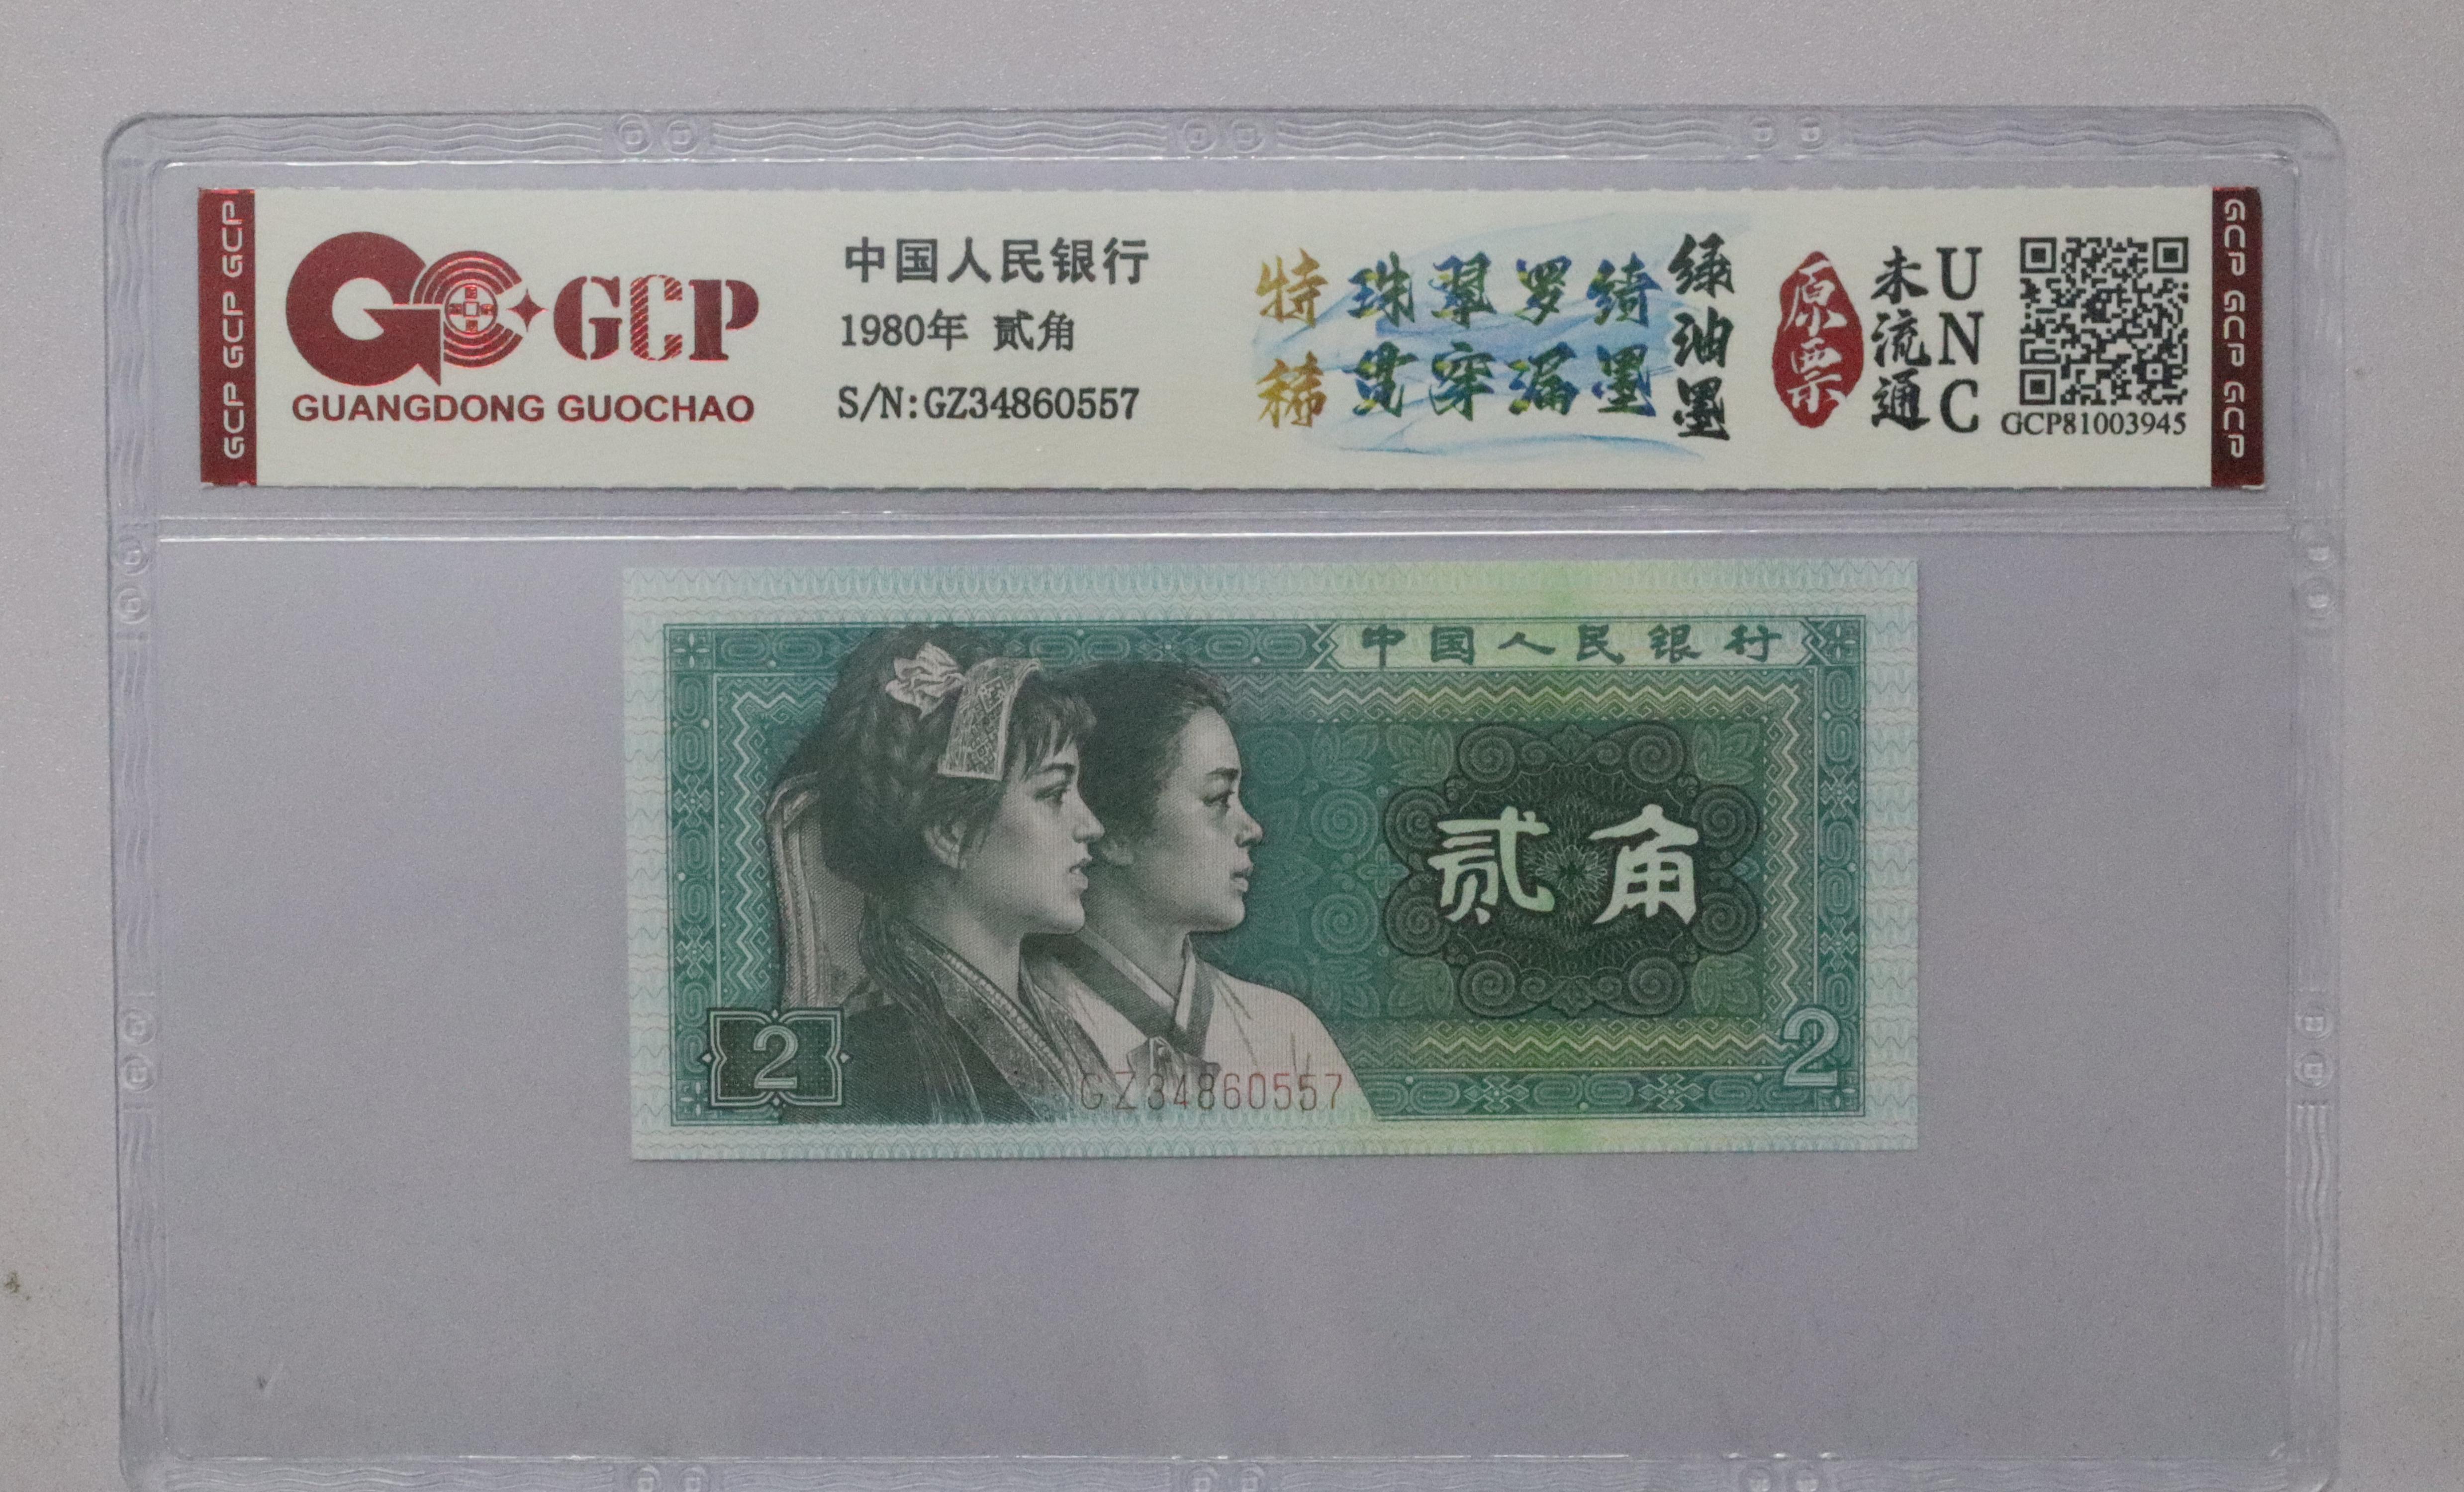 GCP GCP GCP
GCP
GUANGDONG GUOCHAO
中国人民银行
1980年 贰角
S/N:GZ34860557
特稀
珠翠罗绮
贯穿漏墨
绿油墨
原票
未流通
UNC
GCP81003945
GCP GCP GCP
中国人民银行
贰角
2
2
GZ34860557